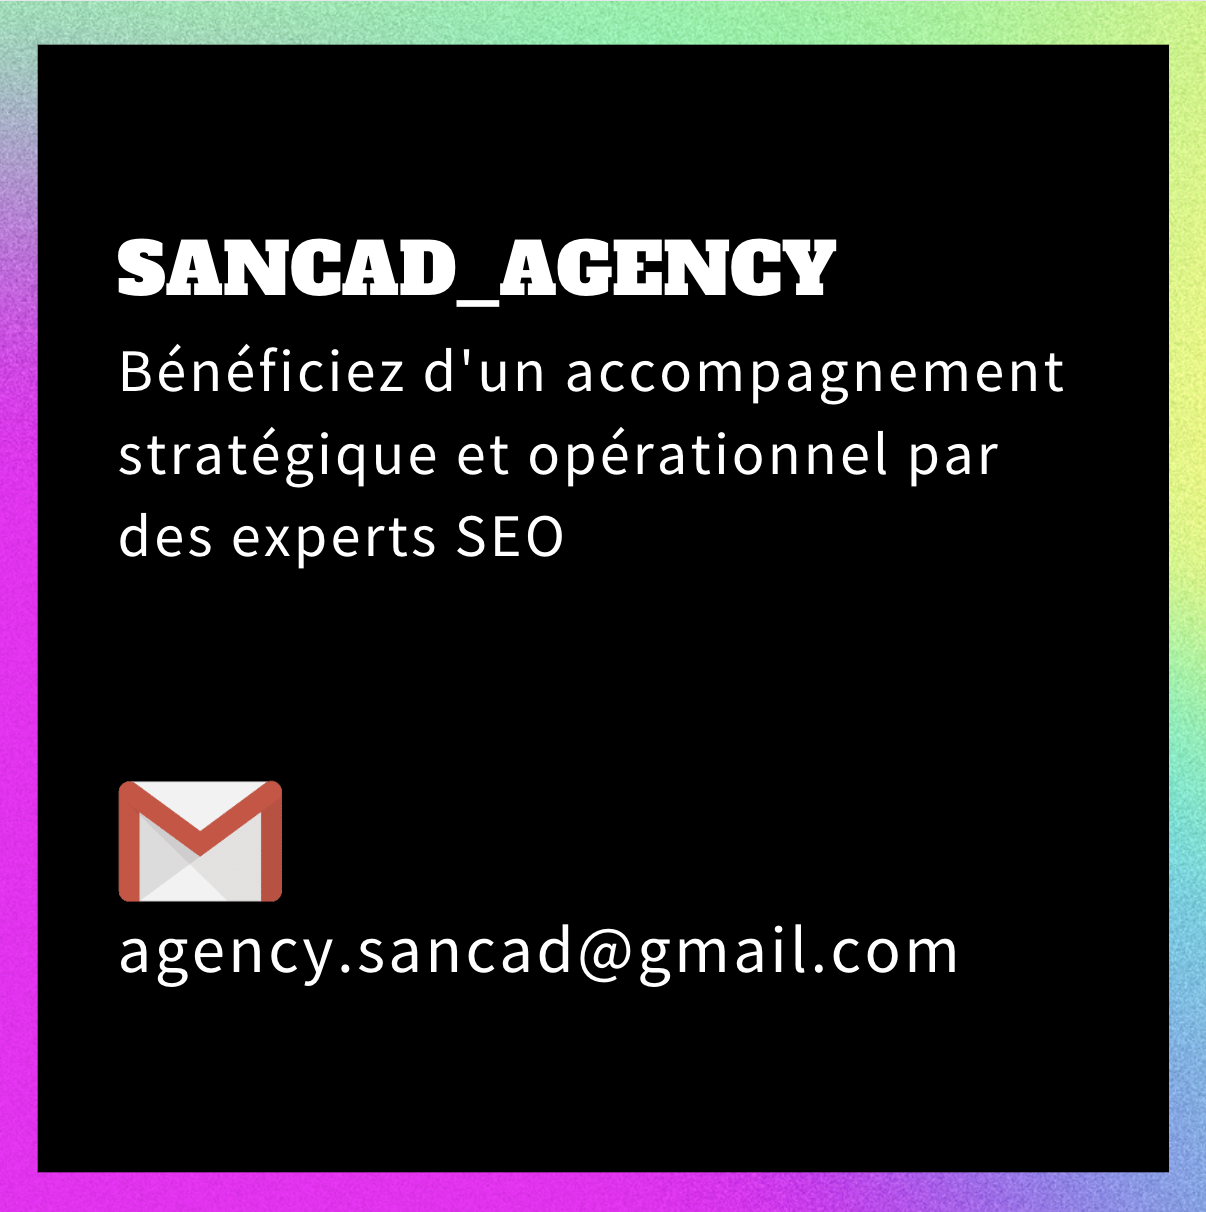 SANCAD_AGENCY
Bénéficiez d'un accompagnement
stratégique et opérationnel par
des experts SEO
agency.sancad@gmail.com